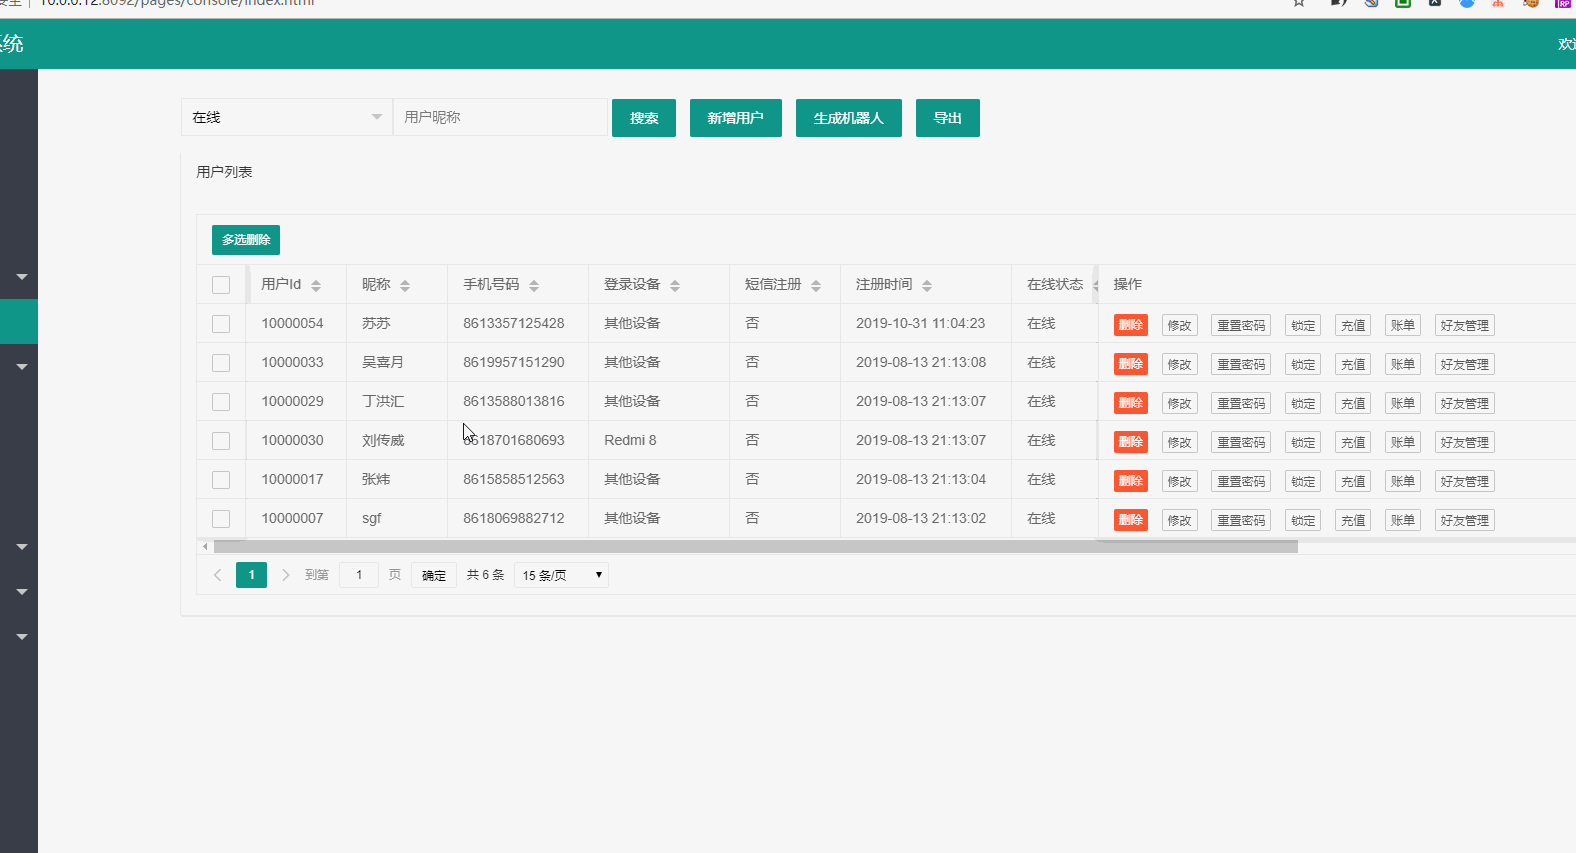 10.0.0.12:8092/pages/console/index.html
系统
欢迎
在线 用户昵称 搜索 新增用户 生成机器人 导出
用户列表
多选删除
用户Id 昵称 手机号码 登录设备 短信注册 注册时间 在线状态 操作
10000054 苏苏 8613357125428 其他设备 否 2019-10-31 11:04:23 在线 删除 修改 重置密码 锁定 充值 账单 好友管理
10000033 吴喜月 8619957151290 其他设备 否 2019-08-13 21:13:08 在线 删除 修改 重置密码 锁定 充值 账单 好友管理
10000029 丁洪汇 8613588013816 其他设备 否 2019-08-13 21:13:07 在线 删除 修改 重置密码 锁定 充值 账单 好友管理
10000030 刘传威 8618701680693 Redmi 8 否 2019-08-13 21:13:07 在线 删除 修改 重置密码 锁定 充值 账单 好友管理
10000017 张炜 8615858512563 其他设备 否 2019-08-13 21:13:04 在线 删除 修改 重置密码 锁定 充值 账单 好友管理
10000007 sgf 8618069882712 其他设备 否 2019-08-13 21:13:02 在线 删除 修改 重置密码 锁定 充值 账单 好友管理
1 到第 1 页 确定 共 6 条 15 条/页